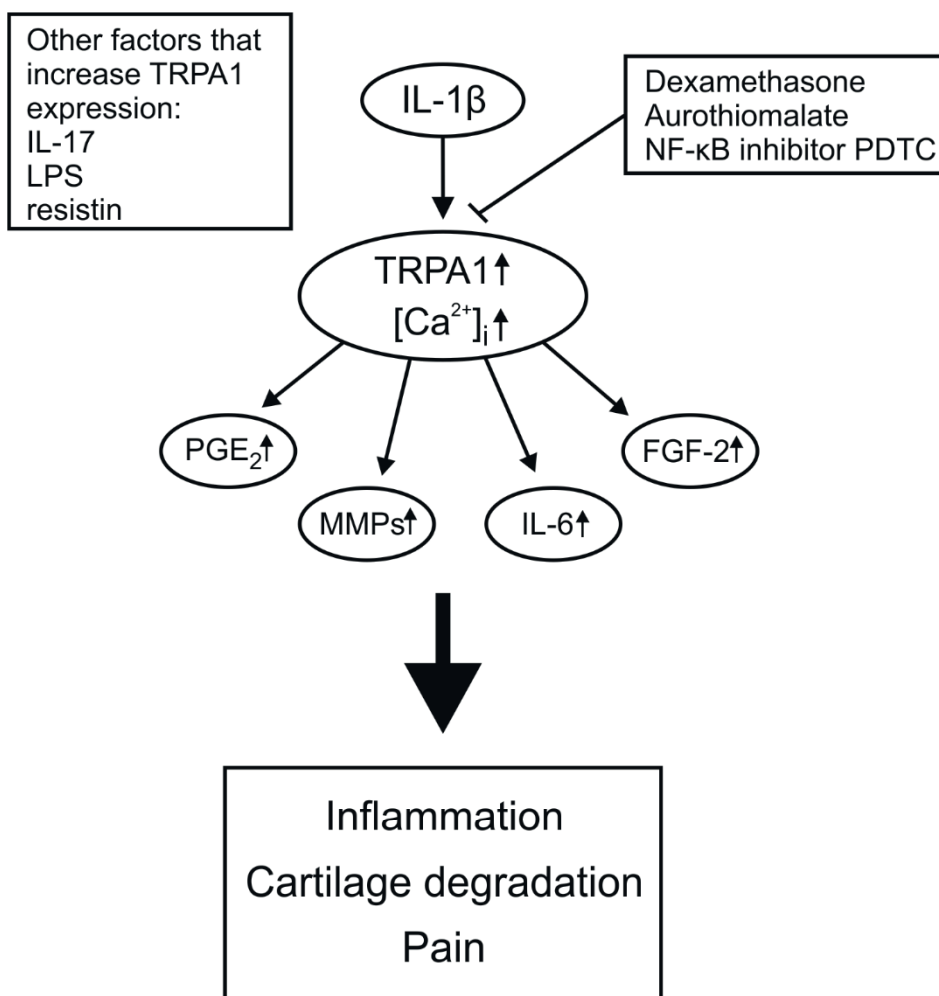 Other factors that
increase TRPA1
expression:
IL-17
LPS
resistin
IL-1β
Dexamethasone
Aurothiomalate
NF-κB inhibitor PDTC
TRPA1↑
[Ca²⁺]ᵢ↑
PGE₂↑
MMPs↑
IL-6↑
FGF-2↑
Inflammation
Cartilage degradation
Pain